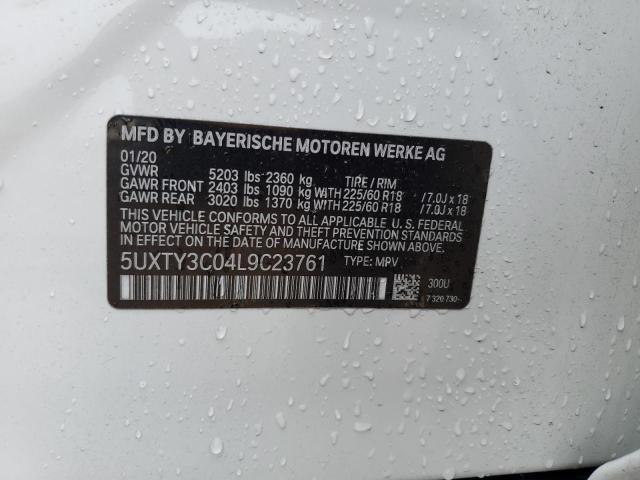 MFD BY BAYERISCHE MOTOREN WERKE AG
01/20
GVWR 5203 lbs 2360 kg TIRE / RIM
GAWR FRONT 2403 lbs 1090 kg WITH 225/60 R18 / 7.0J x 18
GAWR REAR 3020 lbs 1370 kg WITH 225/60 R18 / 7.0J x 18
THIS VEHICLE CONFORMS TO ALL APPLICABLE U. S. FEDERAL
MOTOR VEHICLE SAFETY AND THEFT PREVENTION STANDARDS
IN EFFECT ON THE DATE OF MANUFACTURE SHOWN ABOVE.
5UXTY3C04L9C23761 TYPE: MPV
300U
7 320 730